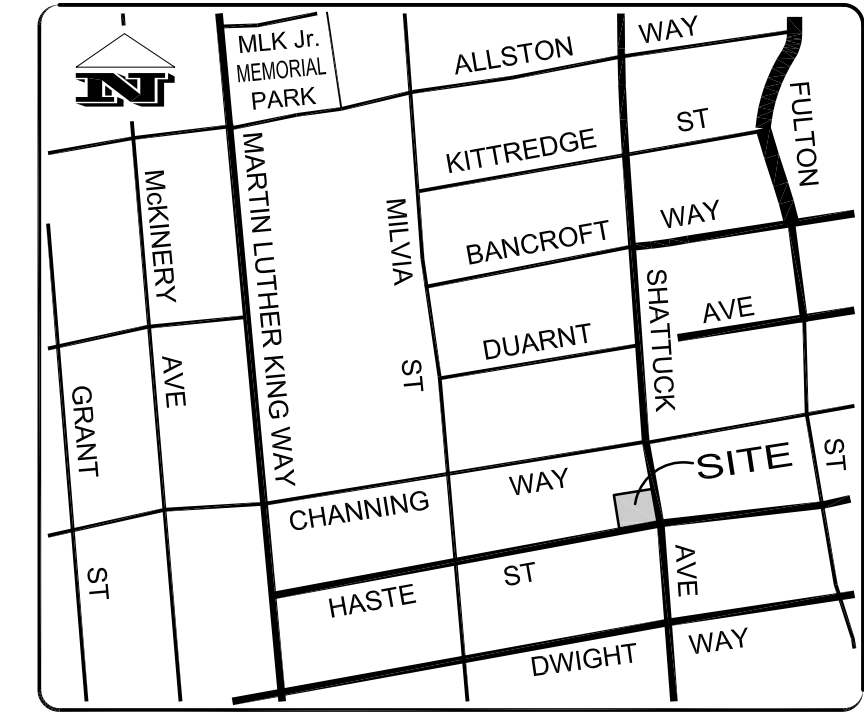 MLK Jr.
MEMORIAL
PARK
N
ALLSTON WAY
KITTREDGE ST
FULTON ST
BANCROFT WAY
McKINERY AVE
MARTIN LUTHER KING WAY
MILVIA ST
SHATTUCK AVE
DUARNT AVE
GRANT ST
SITE
CHANNING WAY
HASTE ST
DWIGHT WAY